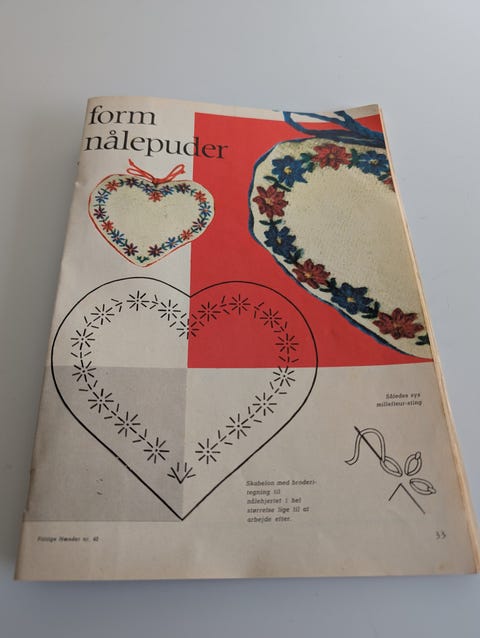 form
nålepuder
Således sys
millefleur-sting
Skabelon med broderi-
tegning til
nålehjertet i hel
størrelse lige til at
arbejde efter.
Flittige Hænder nr. 40
33